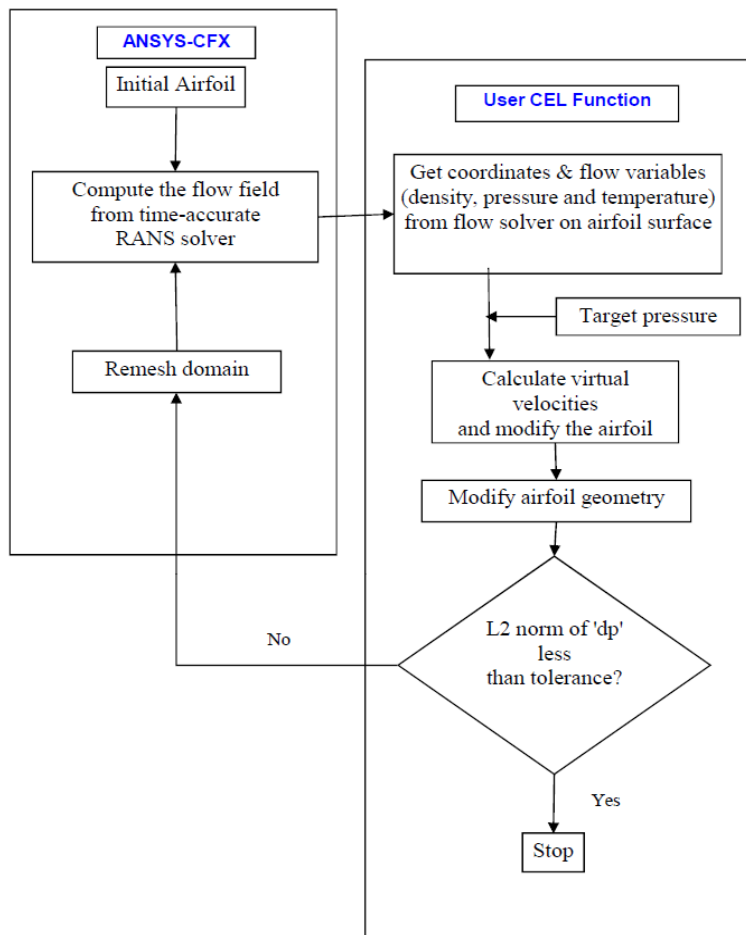 ANSYS-CFX
Initial Airfoil
Compute the flow field
from time-accurate
RANS solver
Remesh domain
User CEL Function
Get coordinates & flow variables
(density, pressure and temperature)
from flow solver on airfoil surface
Target pressure
Calculate virtual
velocities
and modify the airfoil
Modify airfoil geometry
L2 norm of 'dp'
less
than tolerance?
No
Yes
Stop